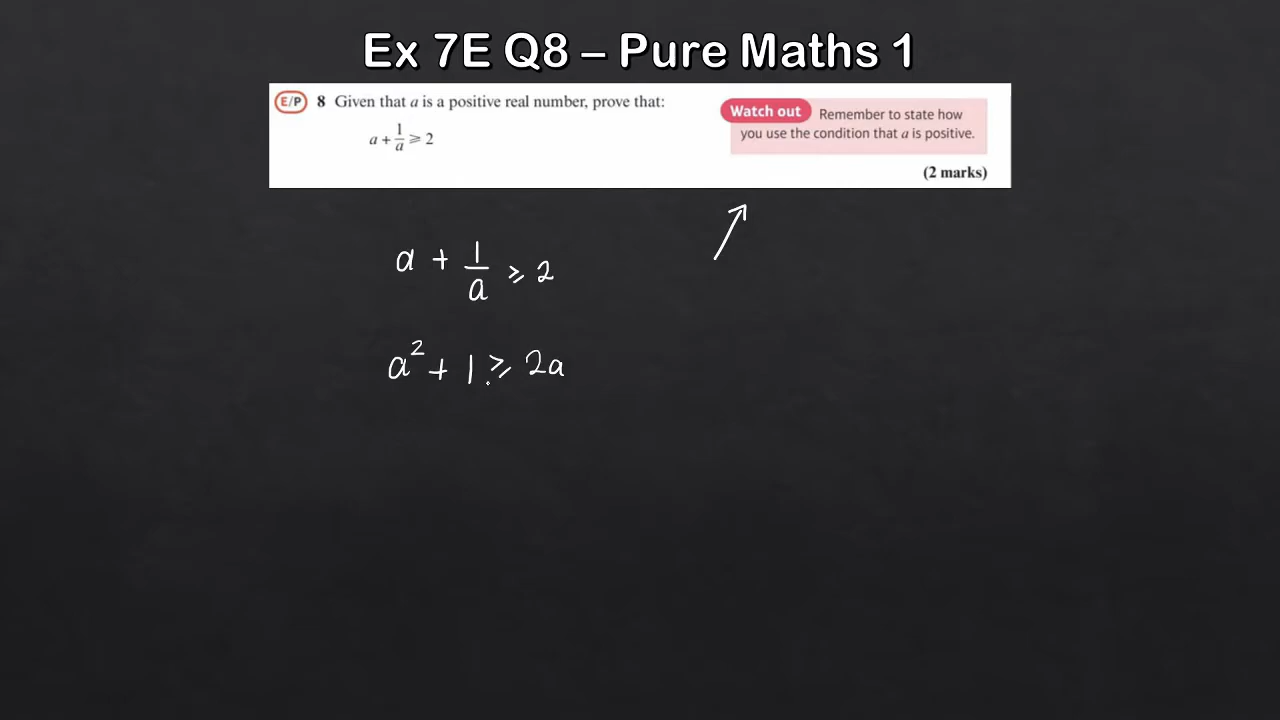 Ex 7E Q8 – Pure Maths 1
E/P 8 Given that a is a positive real number, prove that:
a + 1/a ⩾ 2
Watch out Remember to state how
you use the condition that a is positive.
(2 marks)
a + 1/a ⩾ 2
a² + 1 ⩾ 2a